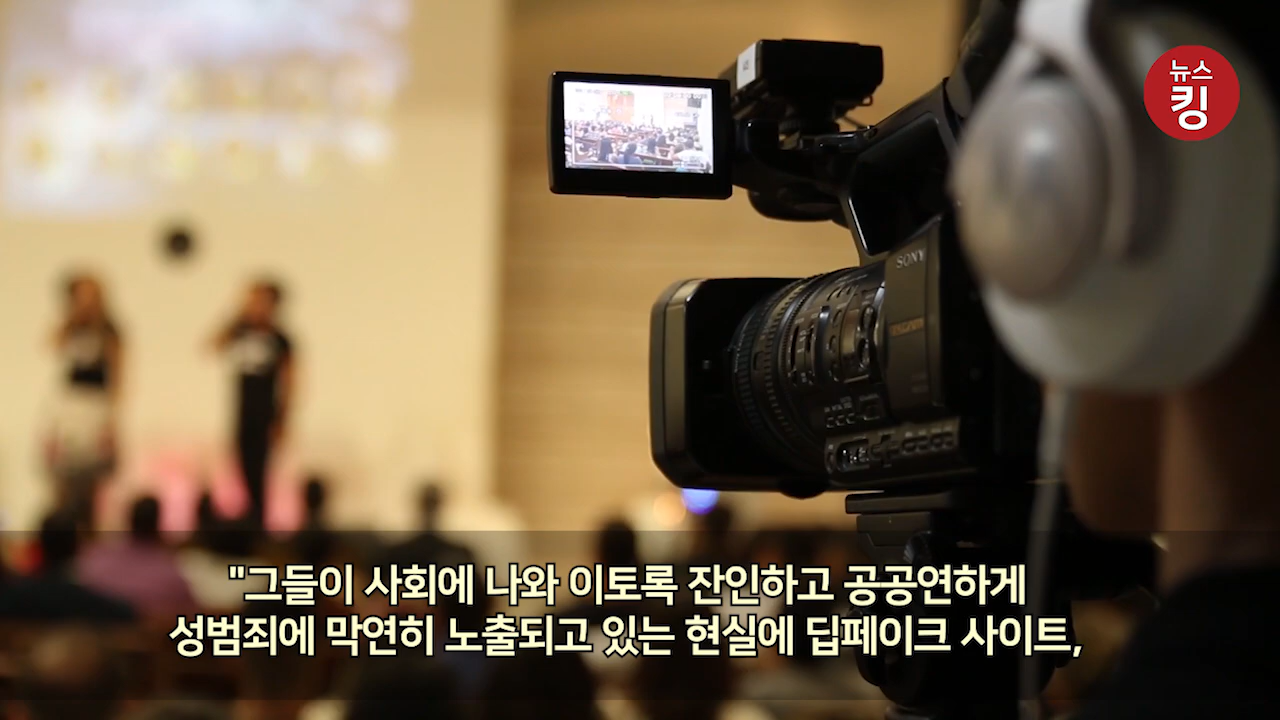 뉴스
킹
SONY
"그들이 사회에 나와 이토록 잔인하고 공공연하게
성범죄에 막연히 노출되고 있는 현실에 딥페이크 사이트,